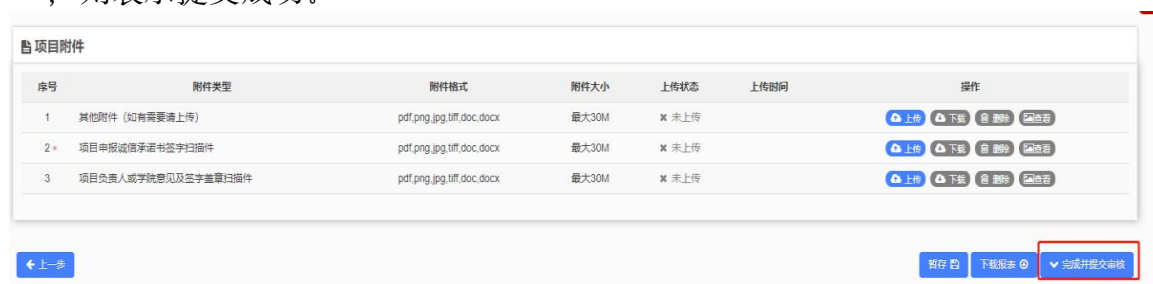 ，则表示提交成功。
项目附件
序号 附件类型 附件格式 附件大小 上传状态 上传时间 操作
1 其他附件（如有需要请上传） pdf,png,jpg,tiff,doc,docx 最大30M ✖ 未上传 上传 下载 删除 查看
2 * 项目申报诚信承诺书签字扫描件 pdf,png,jpg,tiff,doc,docx 最大30M ✖ 未上传 上传 下载 删除 查看
3 项目负责人或学院意见及签字盖章扫描件 pdf,png,jpg,tiff,doc,docx 最大30M ✖ 未上传 上传 下载 删除 查看
上一步 暂存 下载报表 完成并提交审核